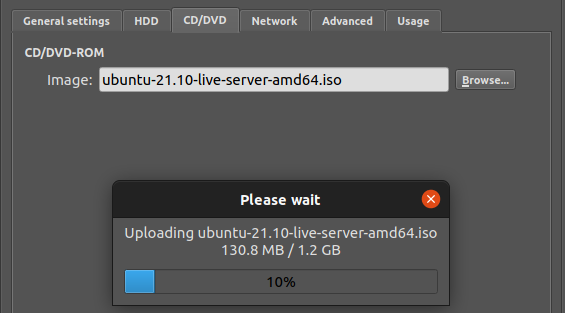 General settings HDD CD/DVD Network Advanced Usage
CD/DVD-ROM
Image: ubuntu-21.10-live-server-amd64.iso Browse...
Please wait
Uploading ubuntu-21.10-live-server-amd64.iso
130.8 MB / 1.2 GB
10%